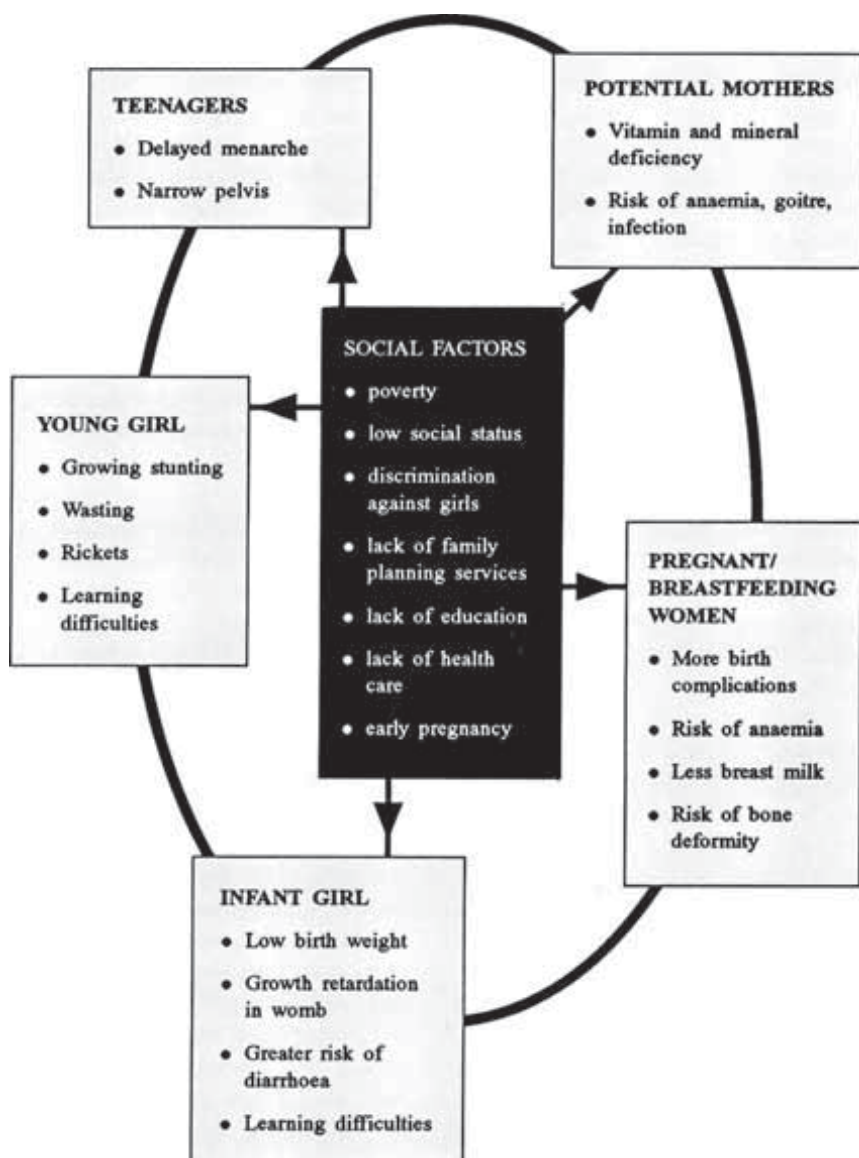 TEENAGERS
● Delayed menarche
● Narrow pelvis
POTENTIAL MOTHERS
● Vitamin and mineral
deficiency
● Risk of anaemia, goitre,
infection
SOCIAL FACTORS
● poverty
● low social status
● discrimination
against girls
● lack of family
planning services
● lack of education
● lack of health
care
● early pregnancy
YOUNG GIRL
● Growing stunting
● Wasting
● Rickets
● Learning
difficulties
PREGNANT/
BREASTFEEDING
WOMEN
● More birth
complications
● Risk of anaemia
● Less breast milk
● Risk of bone
deformity
INFANT GIRL
● Low birth weight
● Growth retardation
in womb
● Greater risk of
diarrhoea
● Learning difficulties